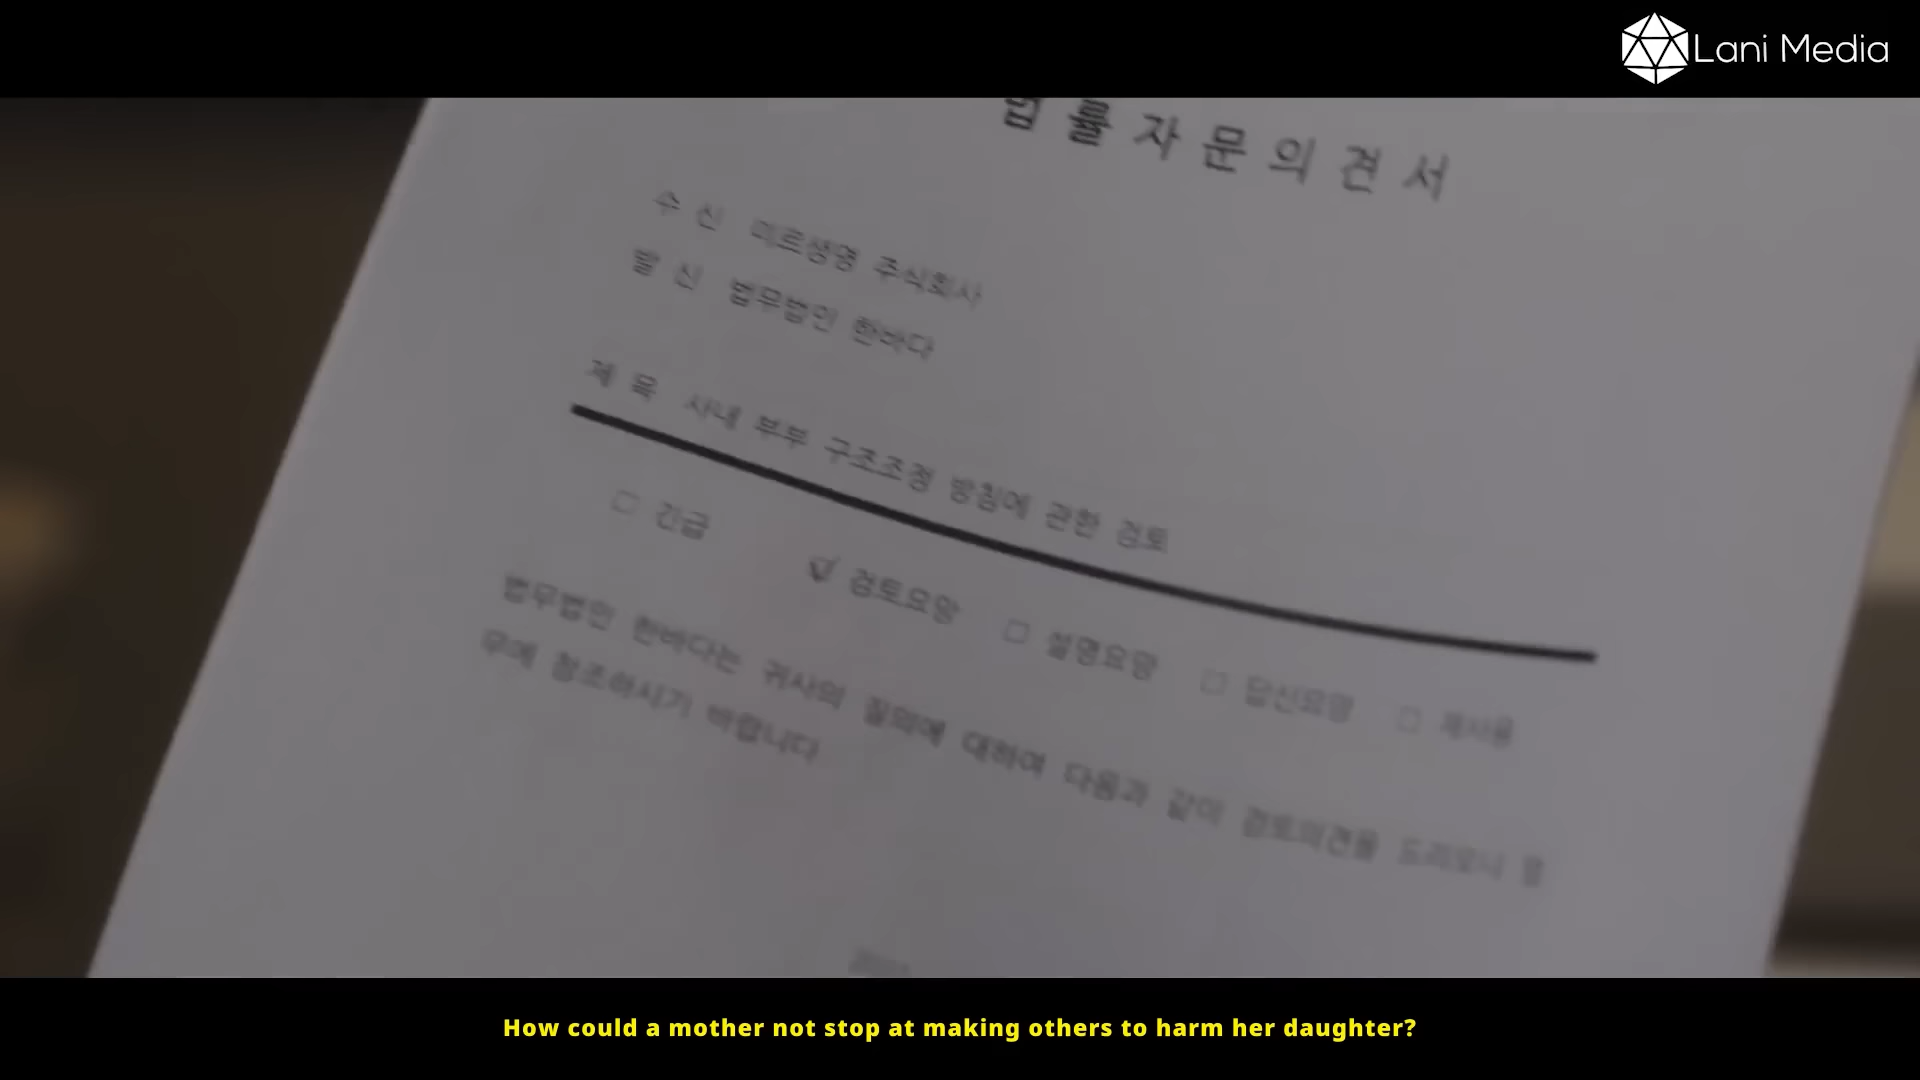 Lani Media
법률자문의견서
수 신 미르생명 주식회사
발 신 법무법인 한바다
제 목 사내 부부 구조조정 방침에 관한 검토
□ 긴급 ☑ 검토요망 □ 설명요망 □ 답신요망 □ 재사용
법무법인 한바다는 귀사의 질의에 대하여 다음과 같이 검토의견을 드리오니 업
무에 참조하시기 바랍니다
How could a mother not stop at making others to harm her daughter?